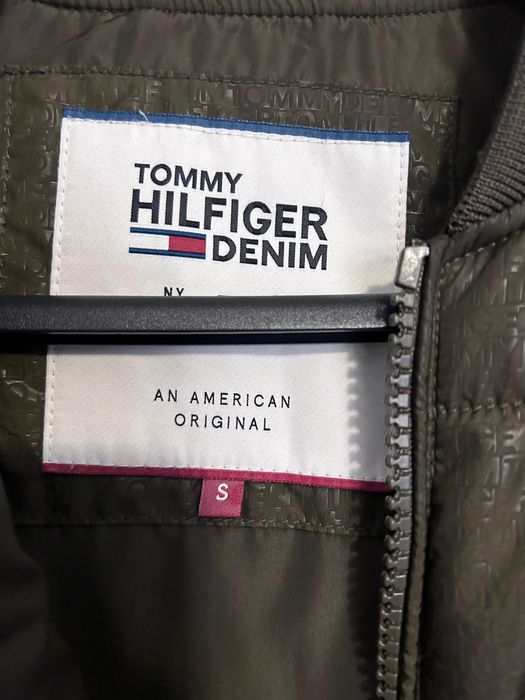 TOMMY
HILFIGER
DENIM
NY
AN AMERICAN
ORIGINAL
S